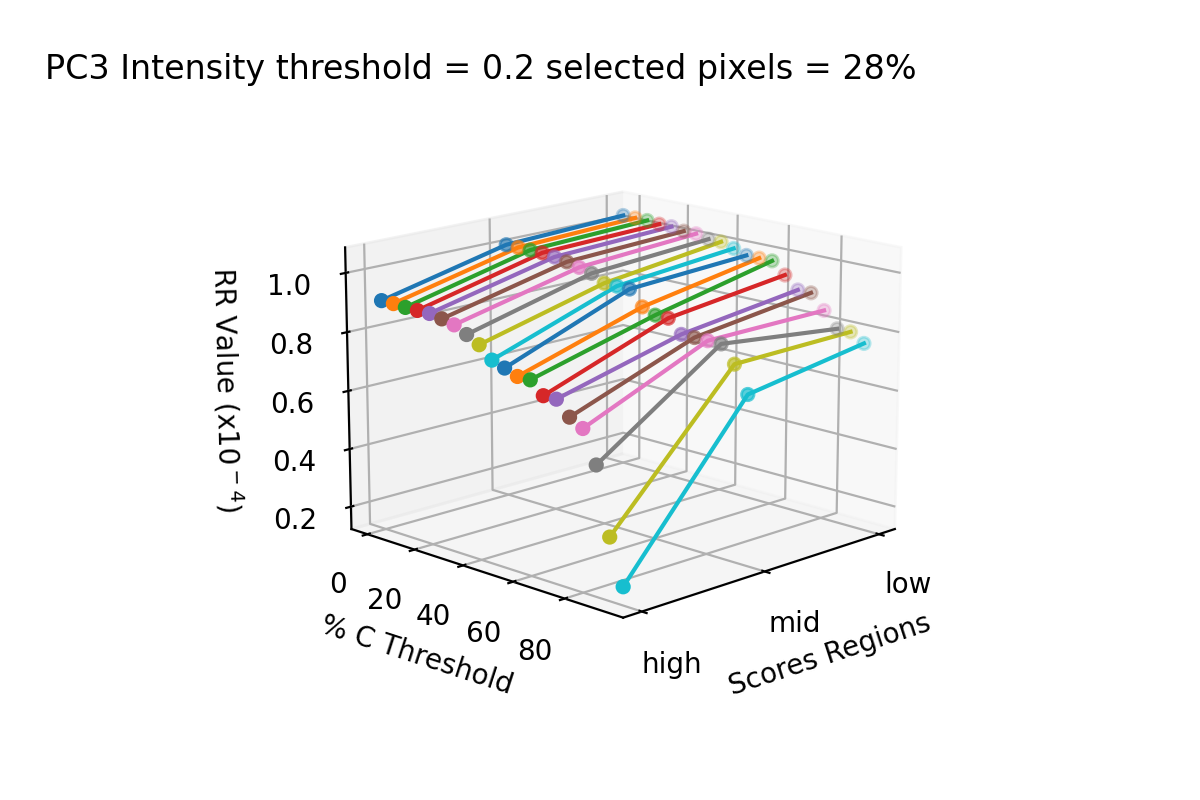 PC3 Intensity threshold = 0.2 selected pixels = 28%
RR Value (x10⁻⁴)
1.0
0.8
0.6
0.4
0.2
0
20
40
60
80
% C Threshold
high
mid
low
Scores Regions